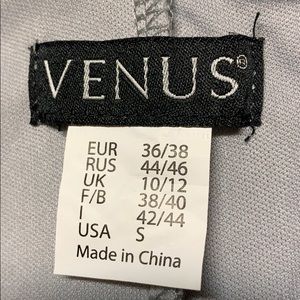 VENUS®
EUR 36/38
RUS 44/46
UK 10/12
F/B 38/40
I 42/44
USA S
Made in China